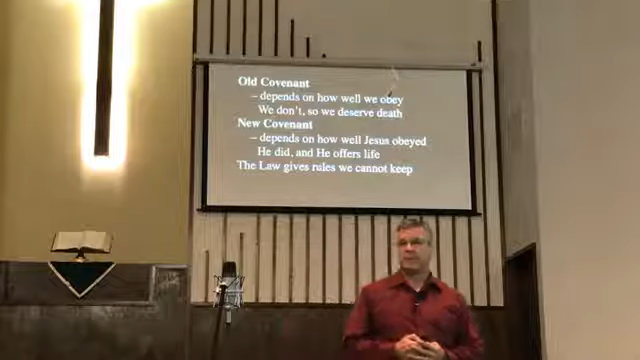 Old Covenant
– depends on how well we obey
We don't, so we deserve death
New Covenant
– depends on how well Jesus obeyed
He did, and He offers life
The Law gives rules we cannot keep